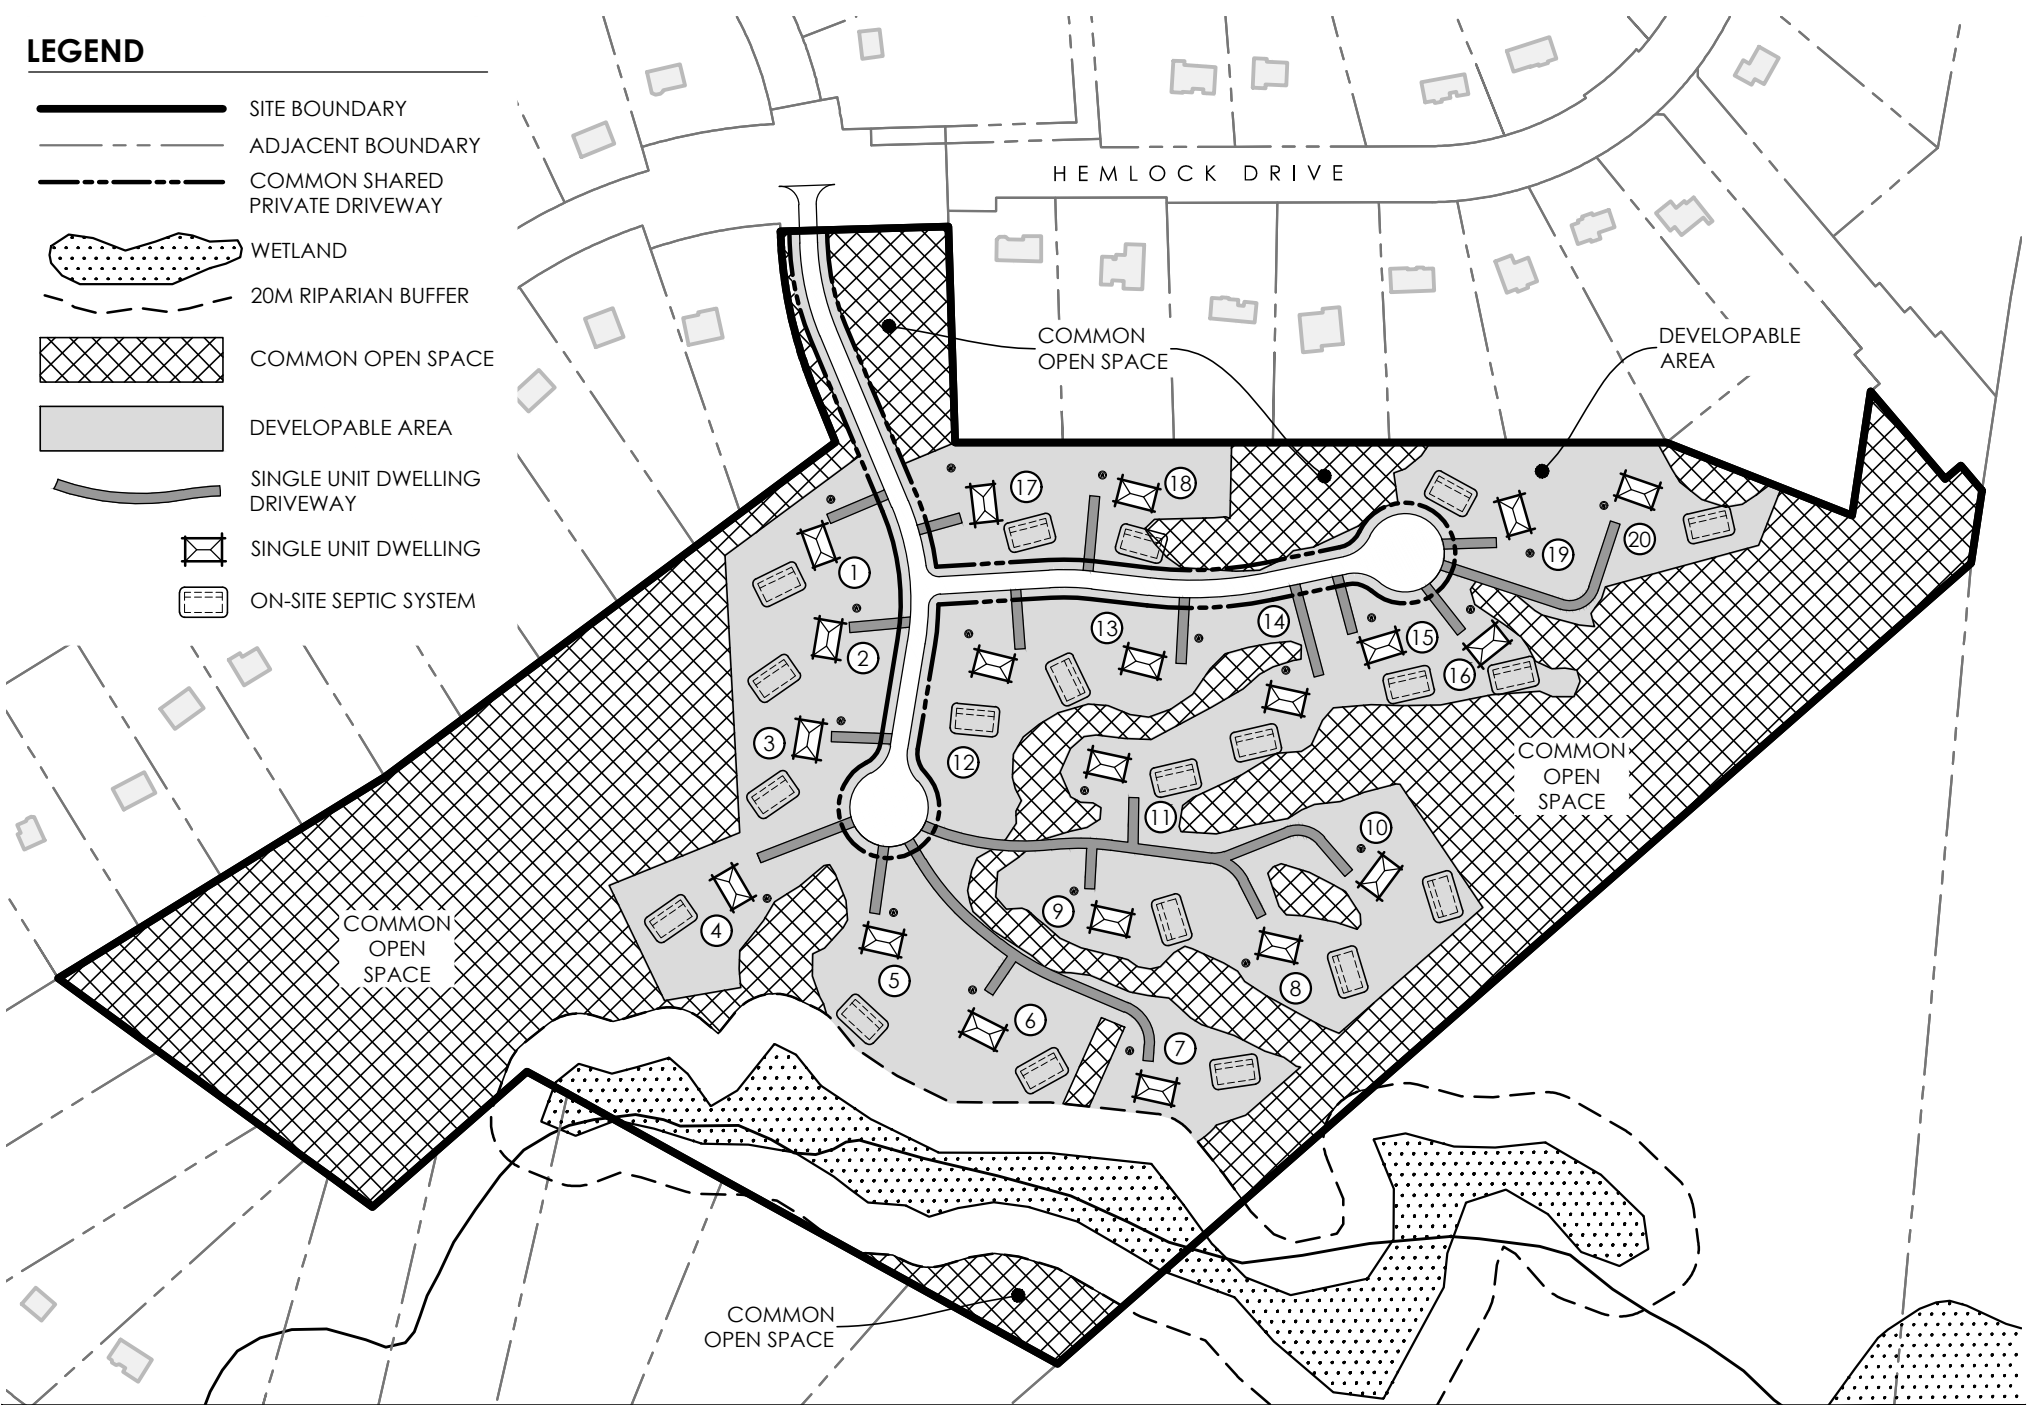 LEGEND
SITE BOUNDARY
ADJACENT BOUNDARY
COMMON SHARED
PRIVATE DRIVEWAY
WETLAND
20M RIPARIAN BUFFER
COMMON OPEN SPACE
DEVELOPABLE AREA
SINGLE UNIT DWELLING
DRIVEWAY
SINGLE UNIT DWELLING
ON-SITE SEPTIC SYSTEM
HEMLOCK DRIVE
COMMON
OPEN SPACE
DEVELOPABLE
AREA
17
18
19
20
1
2
3
12
13
14
15
16
11
10
9
8
4
5
6
7
COMMON
OPEN
SPACE
COMMON
OPEN
SPACE
COMMON
OPEN SPACE